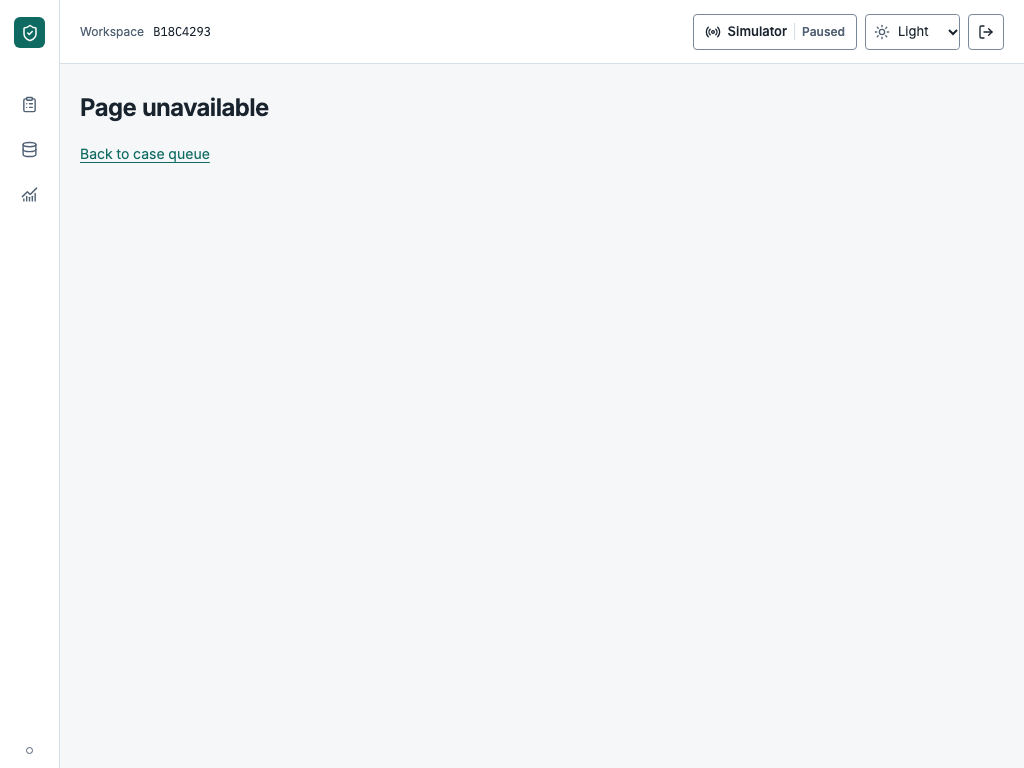 Workspace B18C4293
Simulator Paused
Light
Page unavailable
Back to case queue